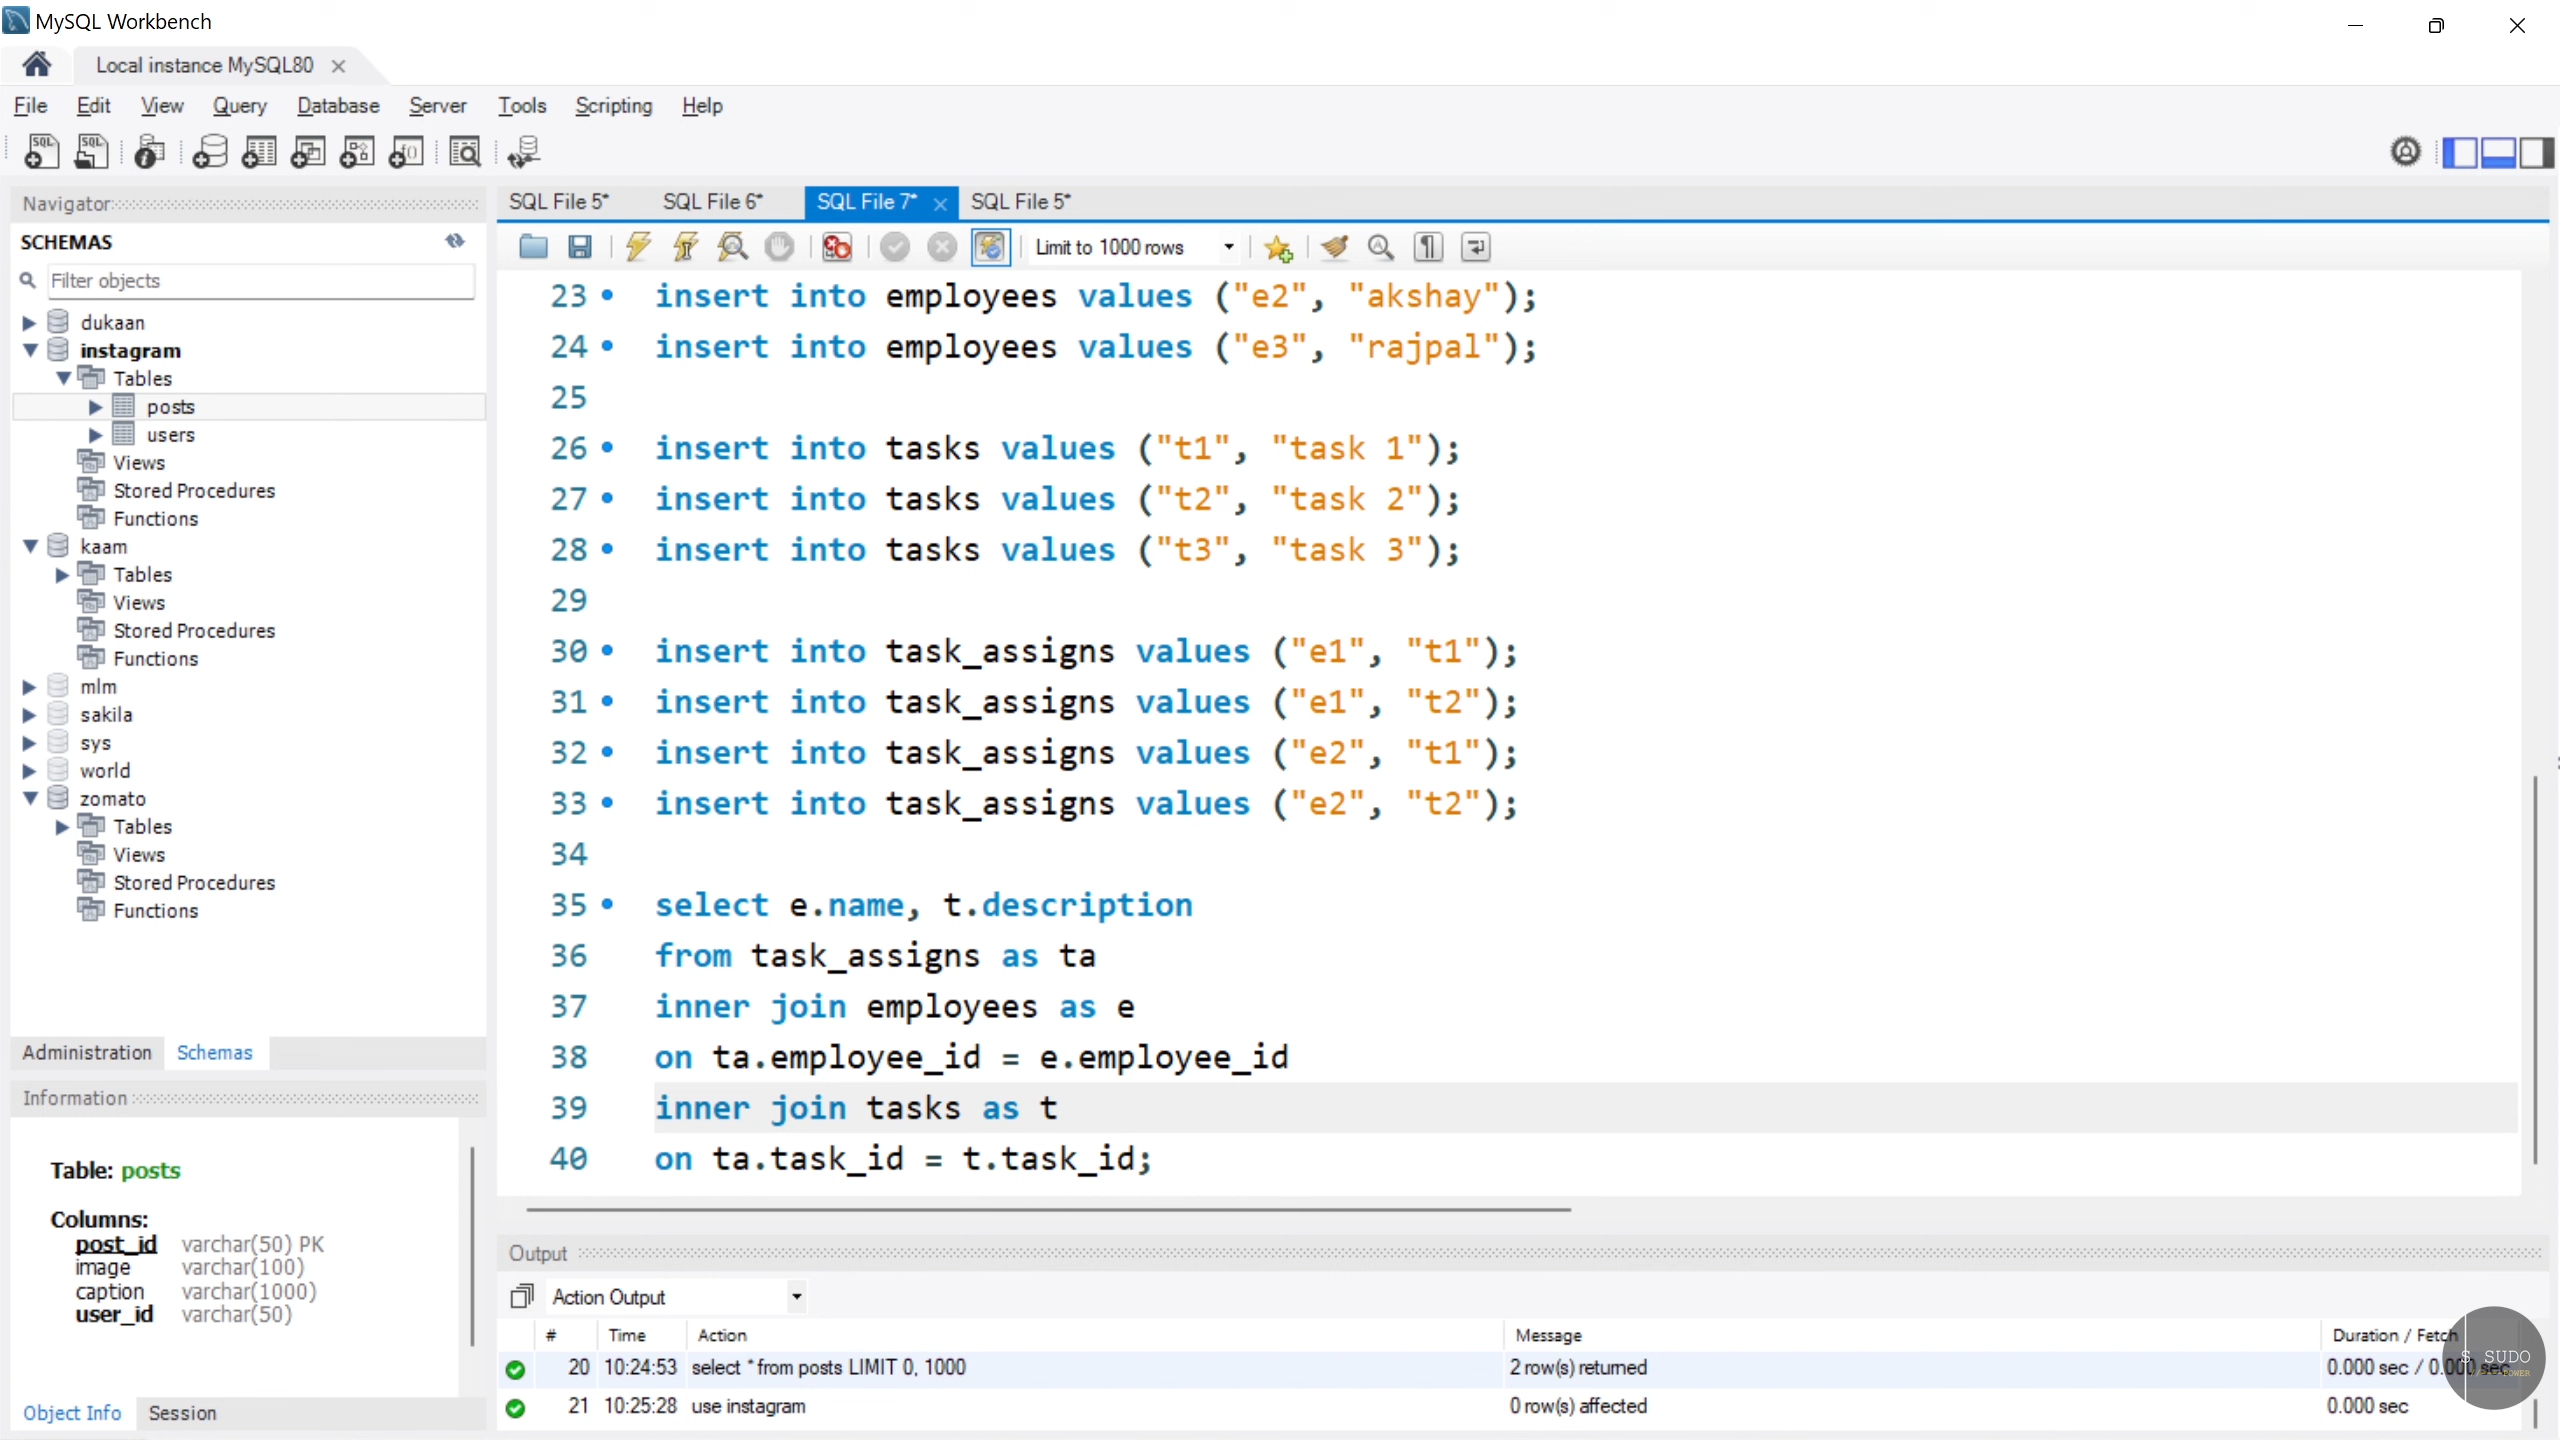 MySQL Workbench
Local instance MySQL80
File Edit View Query Database Server Tools Scripting Help
Navigator
SCHEMAS
Filter objects
dukaan
instagram
Tables
posts
users
Views
Stored Procedures
Functions
kaam
Tables
Views
Stored Procedures
Functions
mlm
sakila
sys
world
zomato
Tables
Views
Stored Procedures
Functions
Administration Schemas
Information
Table: posts
Columns:
post_id varchar(50) PK
image varchar(100)
caption varchar(1000)
user_id varchar(50)
Object Info Session
SQL File 5* SQL File 6* SQL File 7* SQL File 5*
Limit to 1000 rows
23 insert into employees values ("e2", "akshay");
24 insert into employees values ("e3", "rajpal");
25
26 insert into tasks values ("t1", "task 1");
27 insert into tasks values ("t2", "task 2");
28 insert into tasks values ("t3", "task 3");
29
30 insert into task_assigns values ("e1", "t1");
31 insert into task_assigns values ("e1", "t2");
32 insert into task_assigns values ("e2", "t1");
33 insert into task_assigns values ("e2", "t2");
34
35 select e.name, t.description
36 from task_assigns as ta
37 inner join employees as e
38 on ta.employee_id = e.employee_id
39 inner join tasks as t
40 on ta.task_id = t.task_id;
Output
Action Output
# Time Action Message Duration / Fetch
20 10:24:53 select * from posts LIMIT 0, 1000 2 row(s) returned 0.000 sec / 0.000 sec
21 10:25:28 use instagram 0 row(s) affected 0.000 sec
$ SUDO